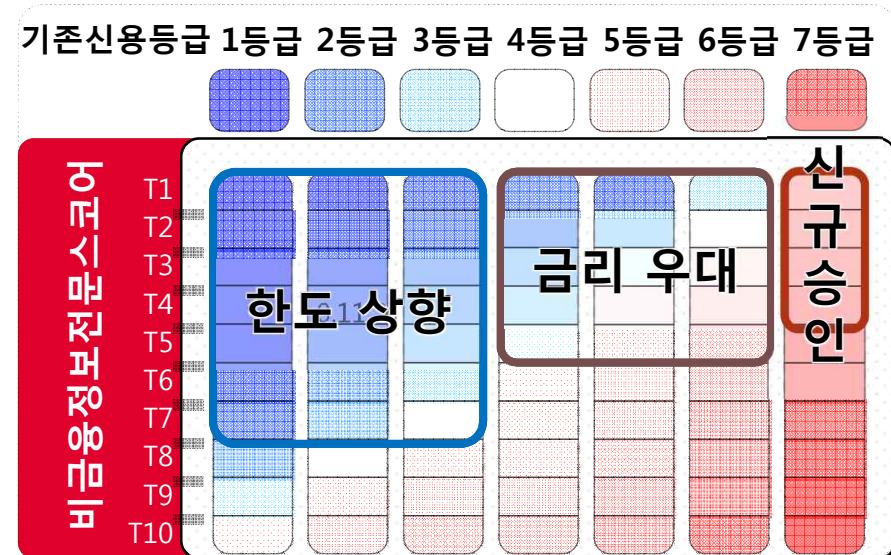 기존신용등급 1등급 2등급 3등급 4등급 5등급 6등급 7등급
비금융정보전문스코어
T1
T2
T3
T4
T5
T6
T7
T8
T9
T10
한도 상향
금리 우대
신규승인